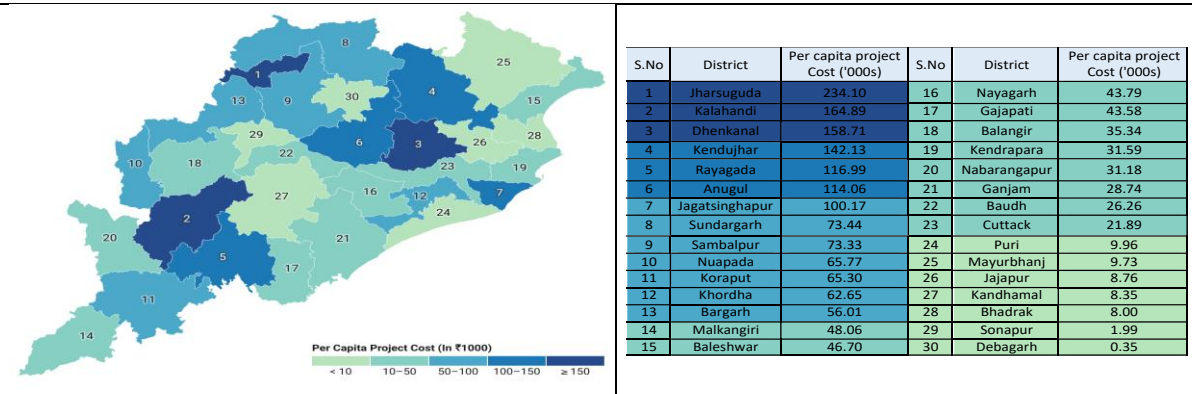 8
25
1
4
30
15
13
9
29
6
3
26
28
10
18
22
23
19
27
16
12
7
2
24
20
21
5
17
11
14
Per Capita Project Cost (In ₹1000)
< 10 10–50 50–100 100–150 ≥ 150
S.No District Per capita project Cost ('000s) S.No District Per capita project Cost ('000s)
1 Jharsuguda 234.10 16 Nayagarh 43.79
2 Kalahandi 164.89 17 Gajapati 43.58
3 Dhenkanal 158.71 18 Balangir 35.34
4 Kendujhar 142.13 19 Kendrapara 31.59
5 Rayagada 116.99 20 Nabarangapur 31.18
6 Anugul 114.06 21 Ganjam 28.74
7 Jagatsinghapur 100.17 22 Baudh 26.26
8 Sundargarh 73.44 23 Cuttack 21.89
9 Sambalpur 73.33 24 Puri 9.96
10 Nuapada 65.77 25 Mayurbhanj 9.73
11 Koraput 65.30 26 Jajapur 8.76
12 Khordha 62.65 27 Kandhamal 8.35
13 Bargarh 56.01 28 Bhadrak 8.00
14 Malkangiri 48.06 29 Sonapur 1.99
15 Baleshwar 46.70 30 Debagarh 0.35